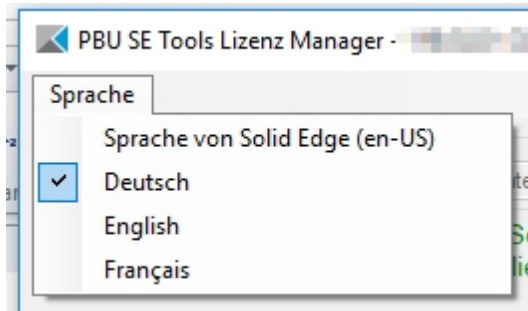 PBU SE Tools Lizenz Manager -
Sprache
Sprache von Solid Edge (en-US)
Deutsch
English
Français